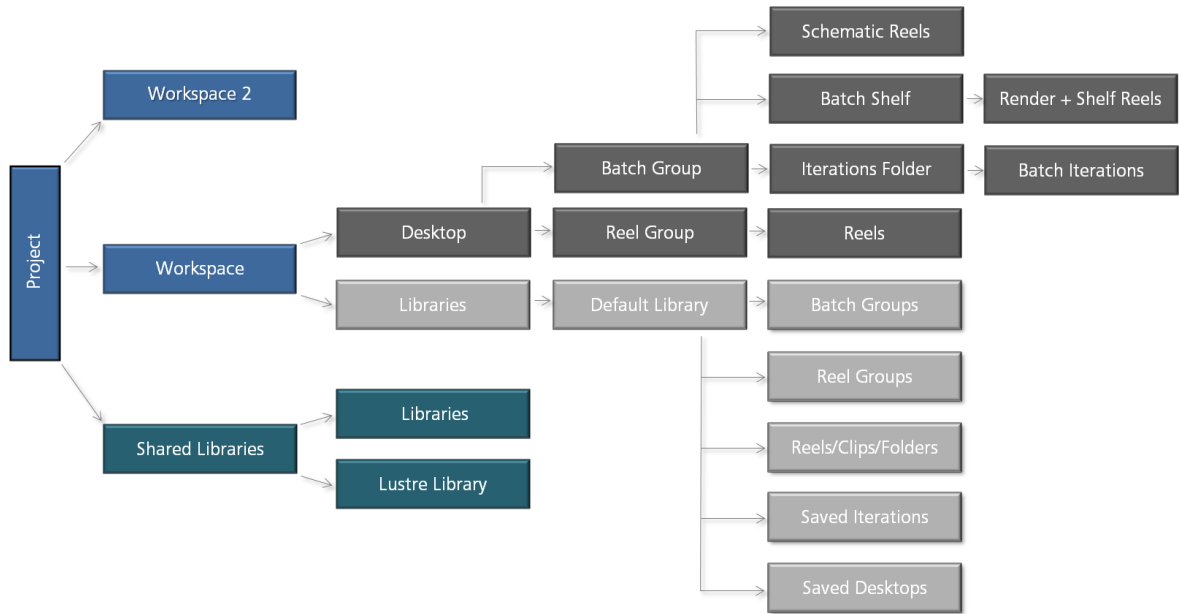 Schematic Reels
Workspace 2
Batch Shelf
Render + Shelf Reels
Batch Group
Iterations Folder
Batch Iterations
Project
Workspace
Desktop
Reel Group
Reels
Libraries
Default Library
Batch Groups
Reel Groups
Shared Libraries
Libraries
Reels/Clips/Folders
Lustre Library
Saved Iterations
Saved Desktops